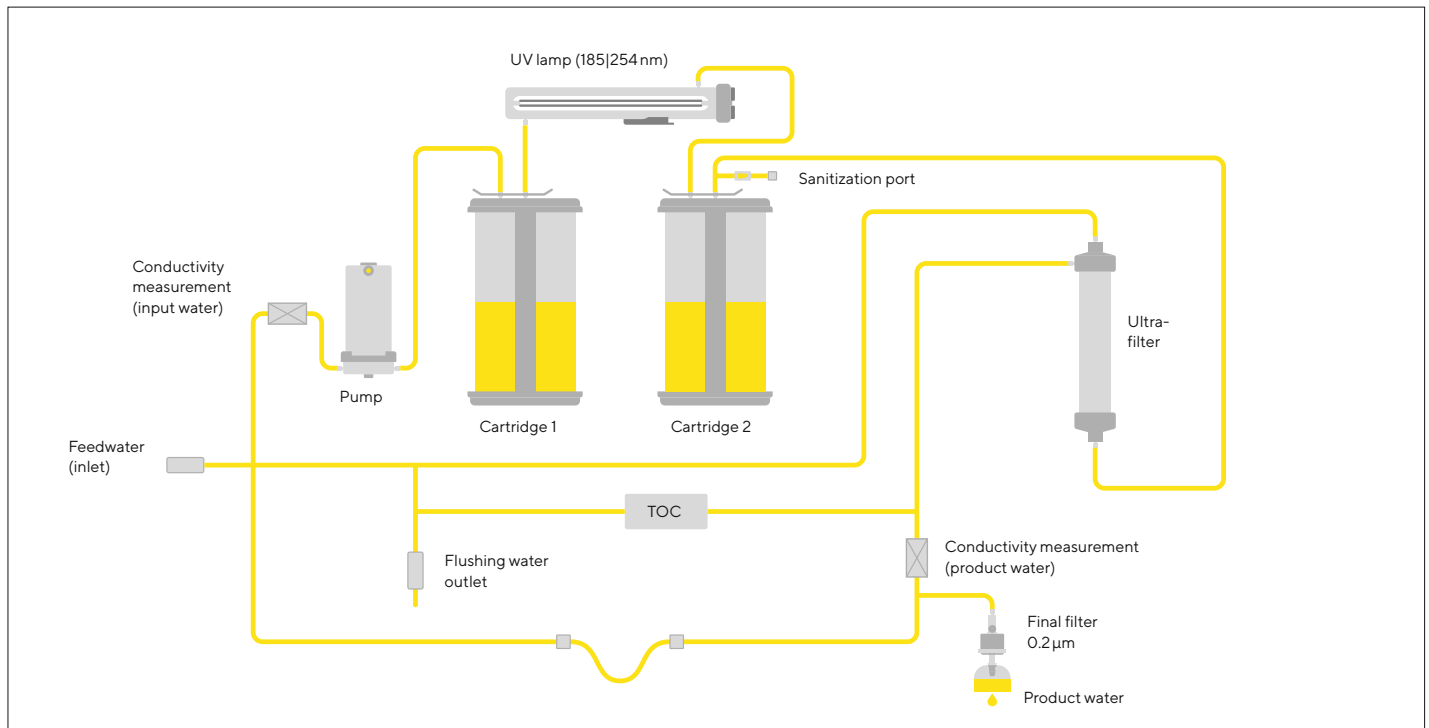 UV lamp (185|254 nm)
Sanitization port
Conductivity
measurement
(input water)
Ultra-
filter
Pump
Cartridge 1
Cartridge 2
Feedwater
(inlet)
TOC
Conductivity measurement
(product water)
Flushing water
outlet
Final filter
0.2 µm
Product water